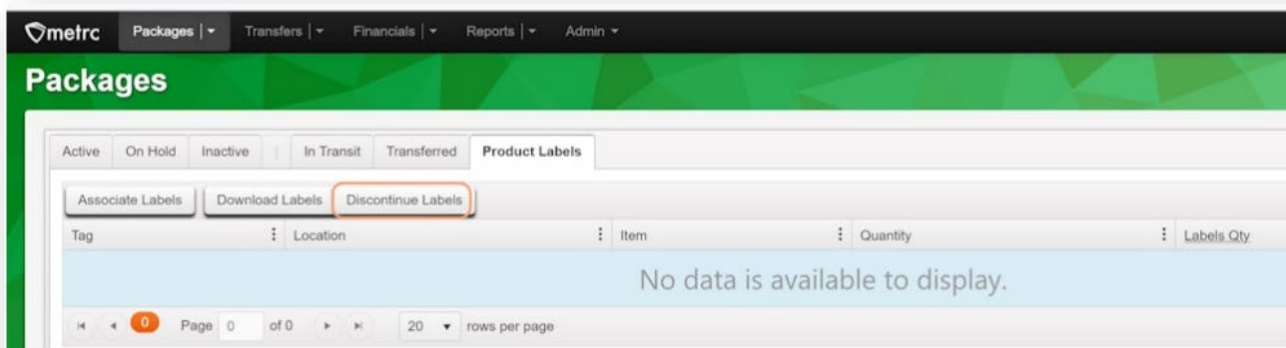 metrc Packages Transfers Financials Reports Admin
Packages
Active On Hold Inactive In Transit Transferred Product Labels
Associate Labels Download Labels Discontinue Labels
Tag Location Item Quantity Labels Qty
No data is available to display.
0 Page 0 of 0 20 rows per page